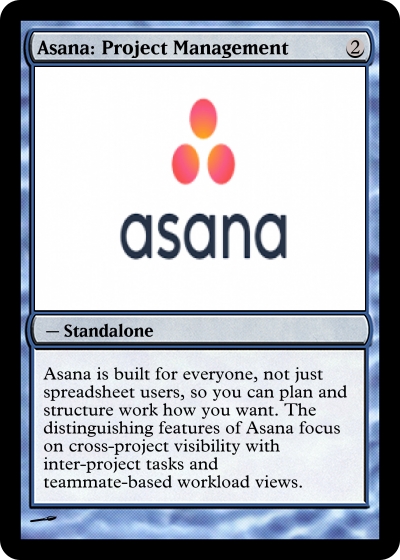 Asana: Project Management 2
asana
— Standalone
Asana is built for everyone, not just
spreadsheet users, so you can plan and
structure work how you want. The
distinguishing features of Asana focus
on cross-project visibility with
inter-project tasks and
teammate-based workload views.